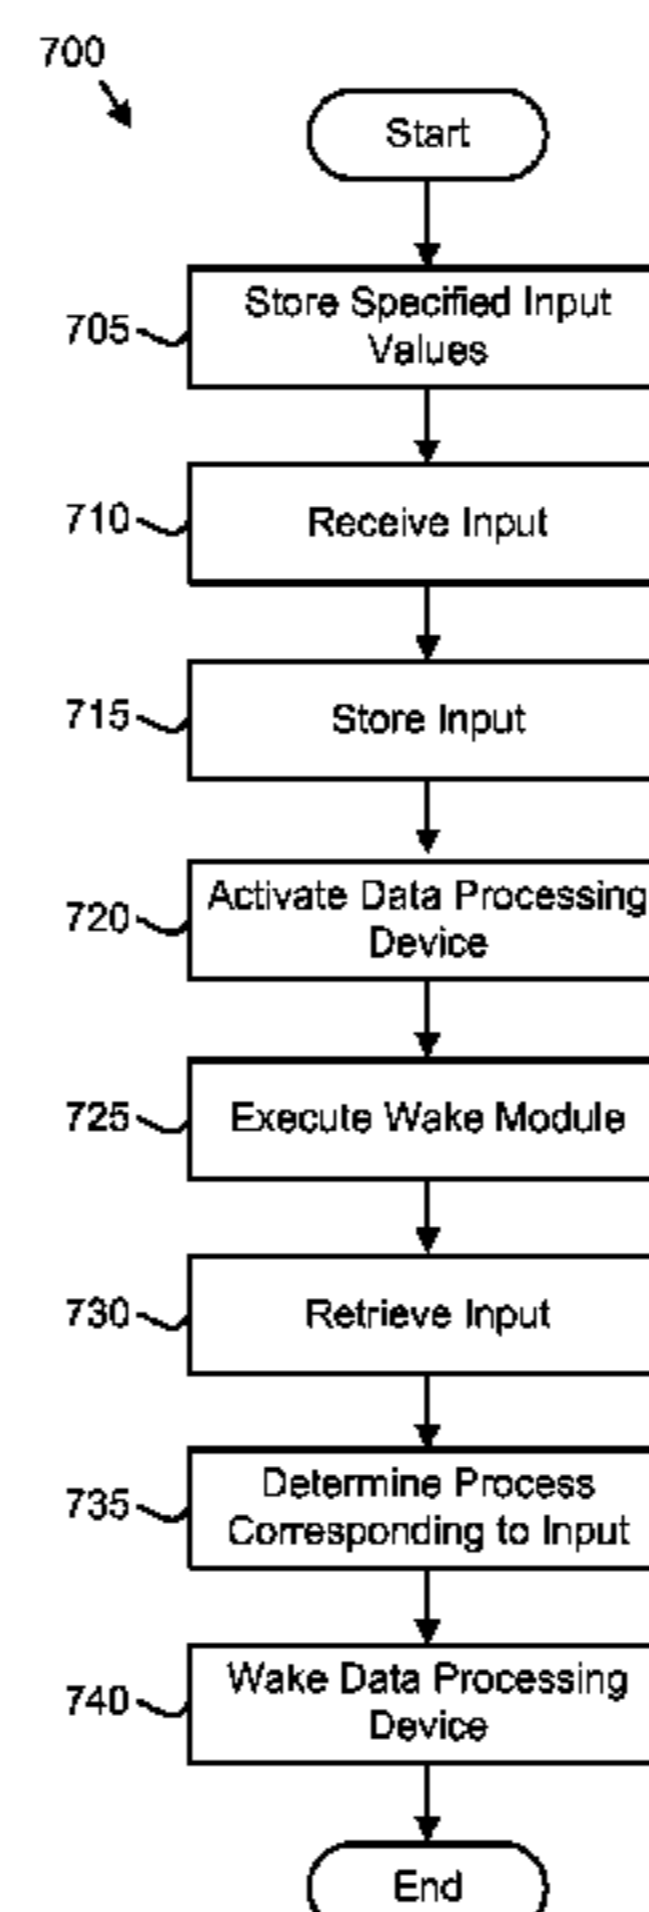 700
Start
705
Store Specified Input
Values
710
Receive Input
715
Store Input
720
Activate Data Processing
Device
725
Execute Wake Module
730
Retrieve Input
735
Determine Process
Corresponding to Input
740
Wake Data Processing
Device
End